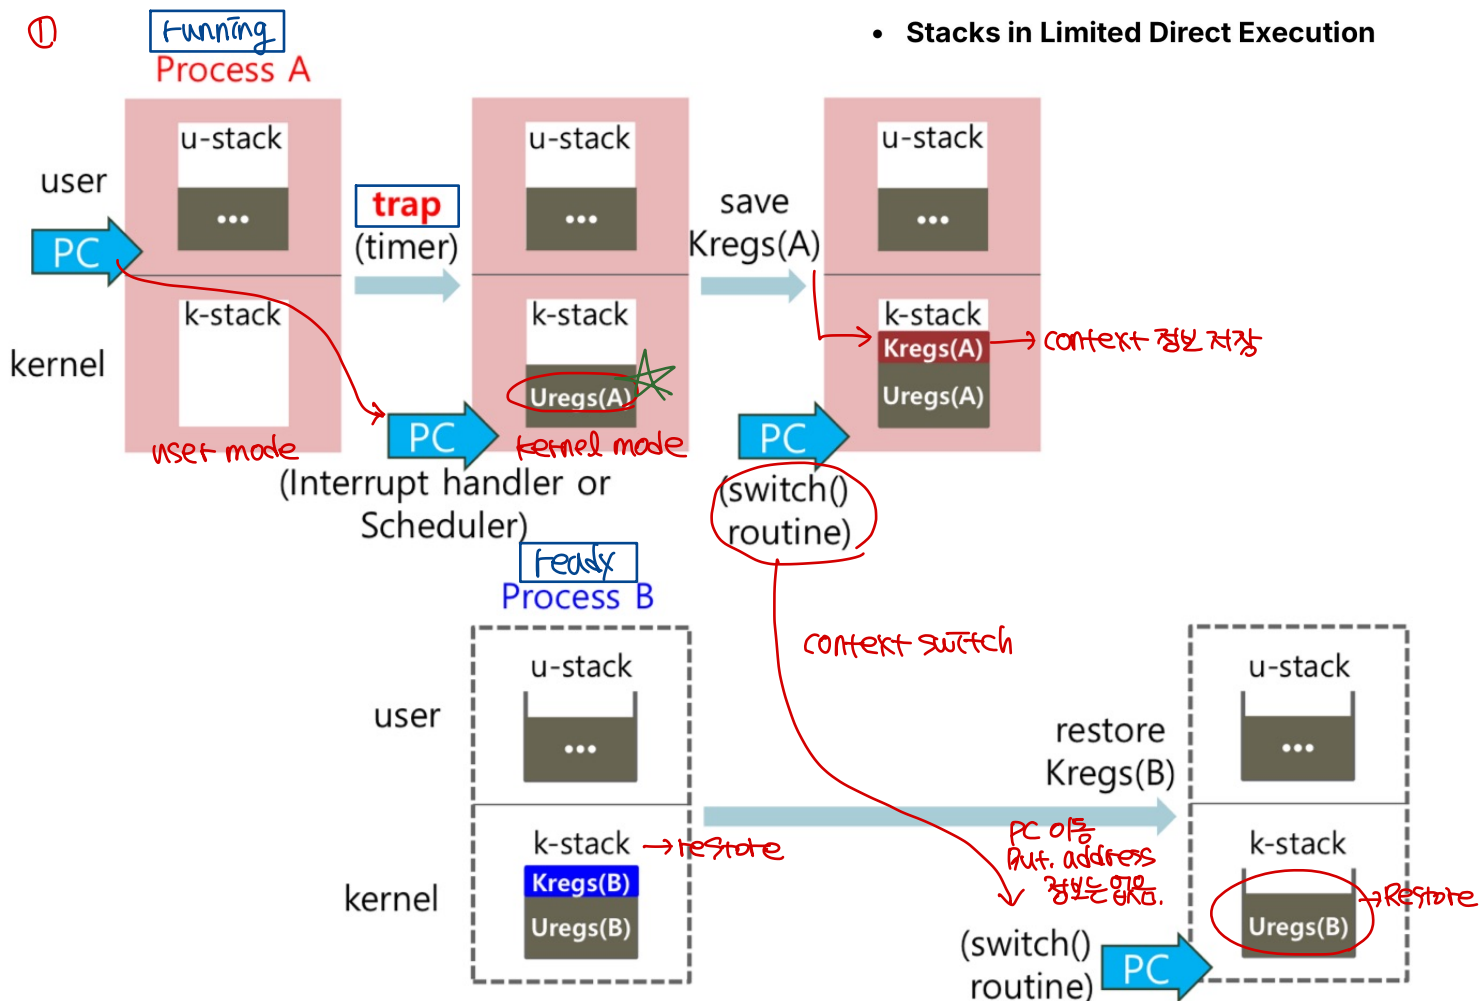 ①
running
• Stacks in Limited Direct Execution
Process A
u-stack
u-stack
u-stack
user
...
trap
...
save
...
PC
(timer)
Kregs(A)
k-stack
k-stack
k-stack
Kregs(A)
context 정보 저장
kernel
Uregs(A)
Uregs(A)
PC
PC
user mode
kernel mode
(Interrupt handler or
Scheduler)
(switch()
routine)
ready
Process B
context switch
u-stack
u-stack
user
...
restore
Kregs(B)
...
k-stack
restore
PC 이동
but. address
정보는 없음.
k-stack
Kregs(B)
kernel
Uregs(B)
Uregs(B)
Restore
(switch()
routine)
PC